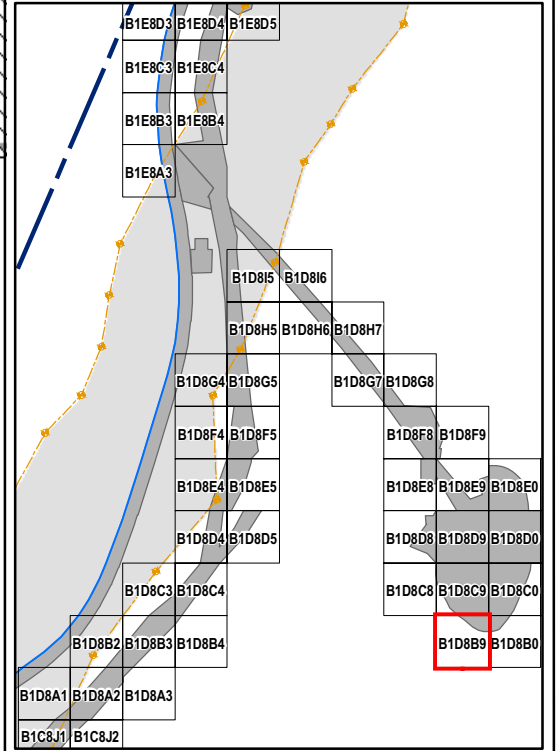 B1E8D3 B1E8D4 B1E8D5
B1E8C3 B1E8C4
B1E8B3 B1E8B4
B1E8A3
B1D8I5 B1D8I6
B1D8H5 B1D8H6 B1D8H7
B1D8G4 B1D8G5 B1D8G7 B1D8G8
B1D8F4 B1D8F5 B1D8F8 B1D8F9
B1D8E4 B1D8E5 B1D8E8 B1D8E9 B1D8E0
B1D8D4 B1D8D5 B1D8D8 B1D8D9 B1D8D0
B1D8C3 B1D8C4 B1D8C8 B1D8C9 B1D8C0
B1D8B2 B1D8B3 B1D8B4 B1D8B9 B1D8B0
B1D8A1 B1D8A2 B1D8A3
B1C8J1 B1C8J2